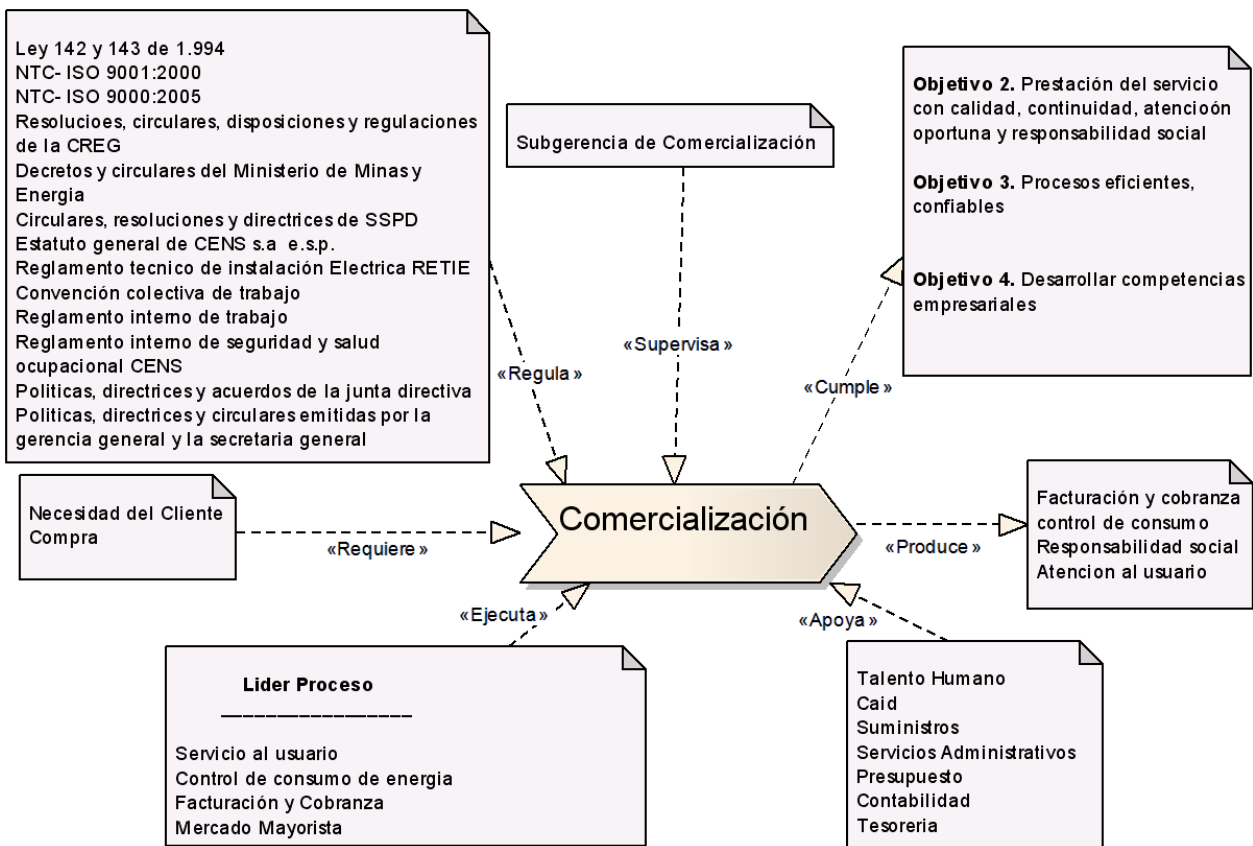 Ley 142 y 143 de 1.994
NTC- ISO 9001:2000
NTC- ISO 9000:2005
Resolucioes, circulares, disposiciones y regulaciones
de la CREG
Decretos y circulares del Ministerio de Minas y
Energia
Circulares, resoluciones y directrices de SSPD
Estatuto general de CENS s.a e.s.p.
Reglamento tecnico de instalación Electrica RETIE
Convención colectiva de trabajo
Reglamento interno de trabajo
Reglamento interno de seguridad y salud
ocupacional CENS
Politicas, directrices y acuerdos de la junta directiva
Politicas, directrices y circulares emitidas por la
gerencia general y la secretaria general
Subgerencia de Comercialización
Objetivo 2. Prestación del servicio
con calidad, continuidad, atencioón
oportuna y responsabilidad social
Objetivo 3. Procesos eficientes,
confiables
Objetivo 4. Desarrollar competencias
empresariales
«Regula»
«Supervisa»
«Cumple»
Necesidad del Cliente
Compra
«Requiere»
Comercialización
«Produce»
Facturación y cobranza
control de consumo
Responsabilidad social
Atencion al usuario
«Ejecuta»
«Apoya»
Lider Proceso
Servicio al usuario
Control de consumo de energia
Facturación y Cobranza
Mercado Mayorista
Talento Humano
Caid
Suministros
Servicios Administrativos
Presupuesto
Contabilidad
Tesoreria